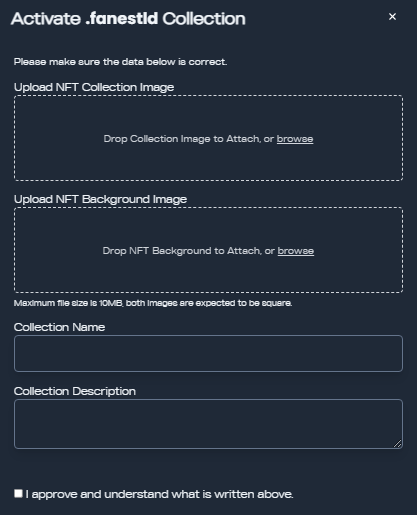 Activate .fanestld Collection
×
Please make sure the data below is correct.
Upload NFT Collection Image
Drop Collection Image to Attach, or browse
Upload NFT Background Image
Drop NFT Background to Attach, or browse
Maximum file size is 10MB, both images are expected to be square.
Collection Name
Collection Description
I approve and understand what is written above.